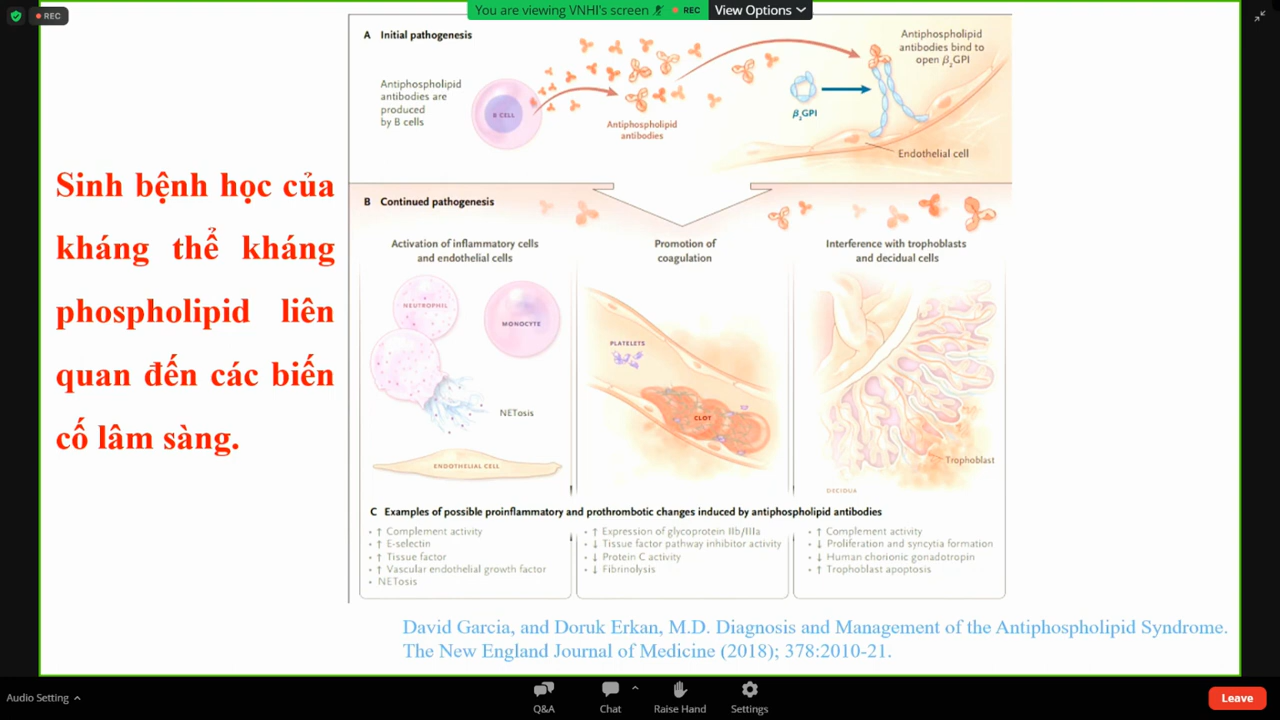 REC
You are viewing VNHI's screen
REC
View Options
Sinh bệnh học của
kháng thể kháng
phospholipid liên
quan đến các biến
cố lâm sàng.
A Initial pathogenesis
Antiphospholipid
antibodies are
produced
by B cells
B CELL
Antiphospholipid
antibodies
β₂GPI
Antiphospholipid
antibodies bind to
open β₂GPI
Endothelial cell
B Continued pathogenesis
Activation of inflammatory cells
and endothelial cells
NEUTROPHIL
MONOCYTE
NETosis
ENDOTHELIAL CELL
Promotion of
coagulation
PLATELETS
CLOT
Interference with trophoblasts
and decidual cells
Trophoblast
DECIDUA
C Examples of possible proinflammatory and prothrombotic changes induced by antiphospholipid antibodies
• ↑ Complement activity
• ↑ E-selectin
• ↑ Tissue factor
• ↑ Vascular endothelial growth factor
• NETosis
• ↑ Expression of glycoprotein IIb/IIIa
• ↓ Tissue factor pathway inhibitor activity
• ↓ Protein C activity
• ↓ Fibrinolysis
• ↑ Complement activity
• ↓ Proliferation and syncytia formation
• ↓ Human chorionic gonadotropin
• ↑ Trophoblast apoptosis
David Garcia, and Doruk Erkan, M.D. Diagnosis and Management of the Antiphospholipid Syndrome.
The New England Journal of Medicine (2018); 378:2010-21.
Audio Setting
Q&A
Chat
Raise Hand
Settings
Leave